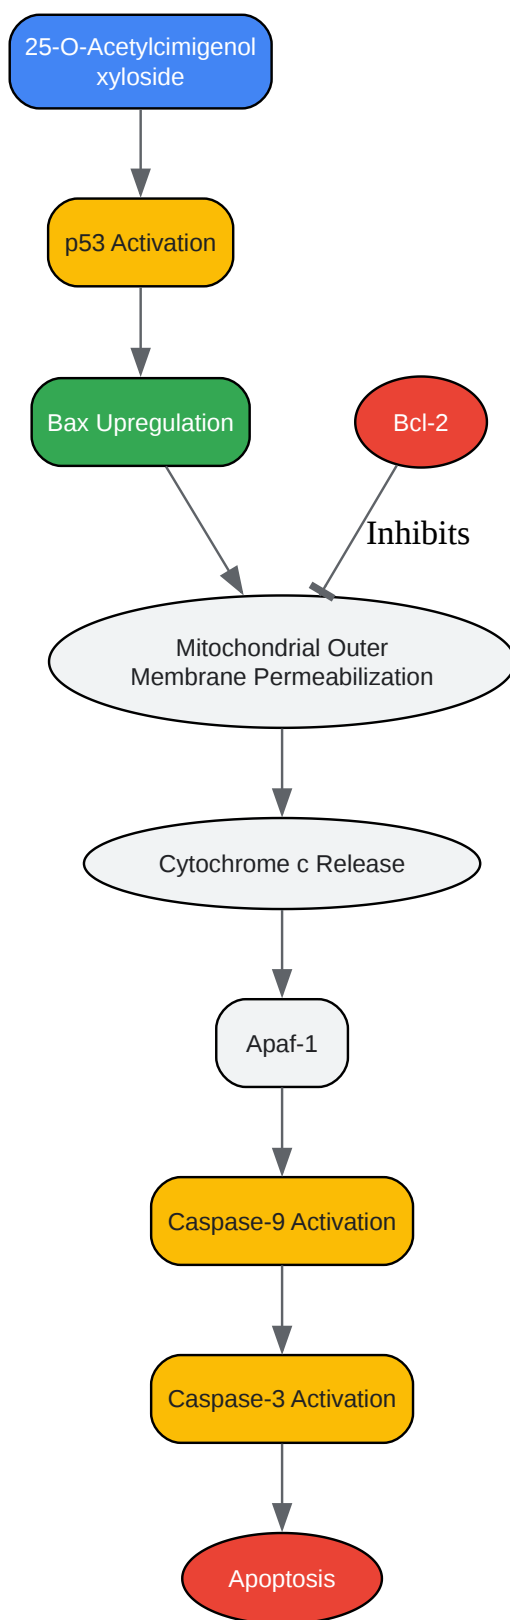 25-O-Acetylcimigenol
xyloside
p53 Activation
Bax Upregulation
Bcl-2
Inhibits
Mitochondrial Outer
Membrane Permeabilization
Cytochrome c Release
Apaf-1
Caspase-9 Activation
Caspase-3 Activation
Apoptosis